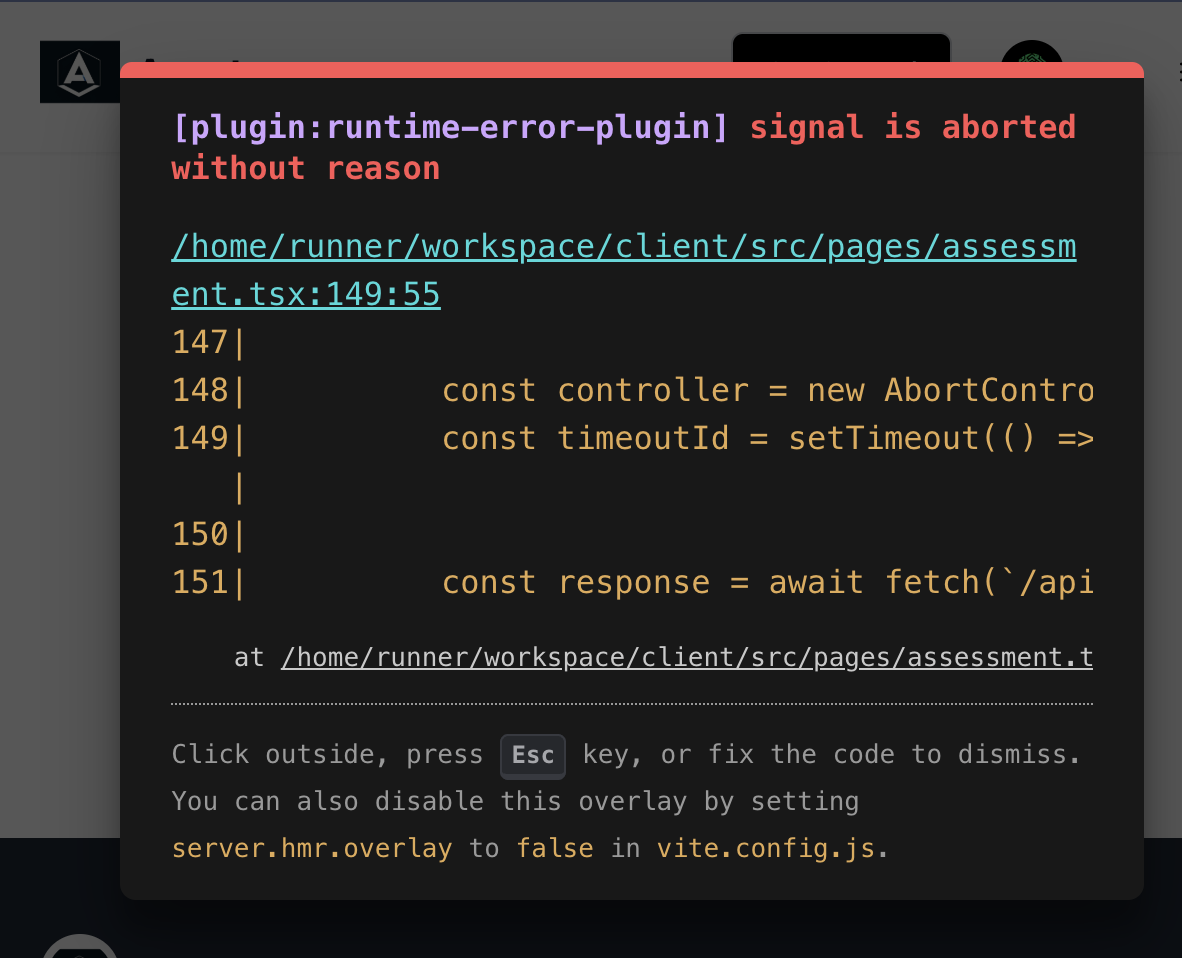 [plugin:runtime-error-plugin] signal is aborted
without reason
/home/runner/workspace/client/src/pages/assessm
ent.tsx:149:55
147|
148| const controller = new AbortContro
149| const timeoutId = setTimeout(() =>
|
150|
151| const response = await fetch(`/api
at /home/runner/workspace/client/src/pages/assessment.t
Click outside, press Esc key, or fix the code to dismiss.
You can also disable this overlay by setting
server.hmr.overlay to false in vite.config.js.